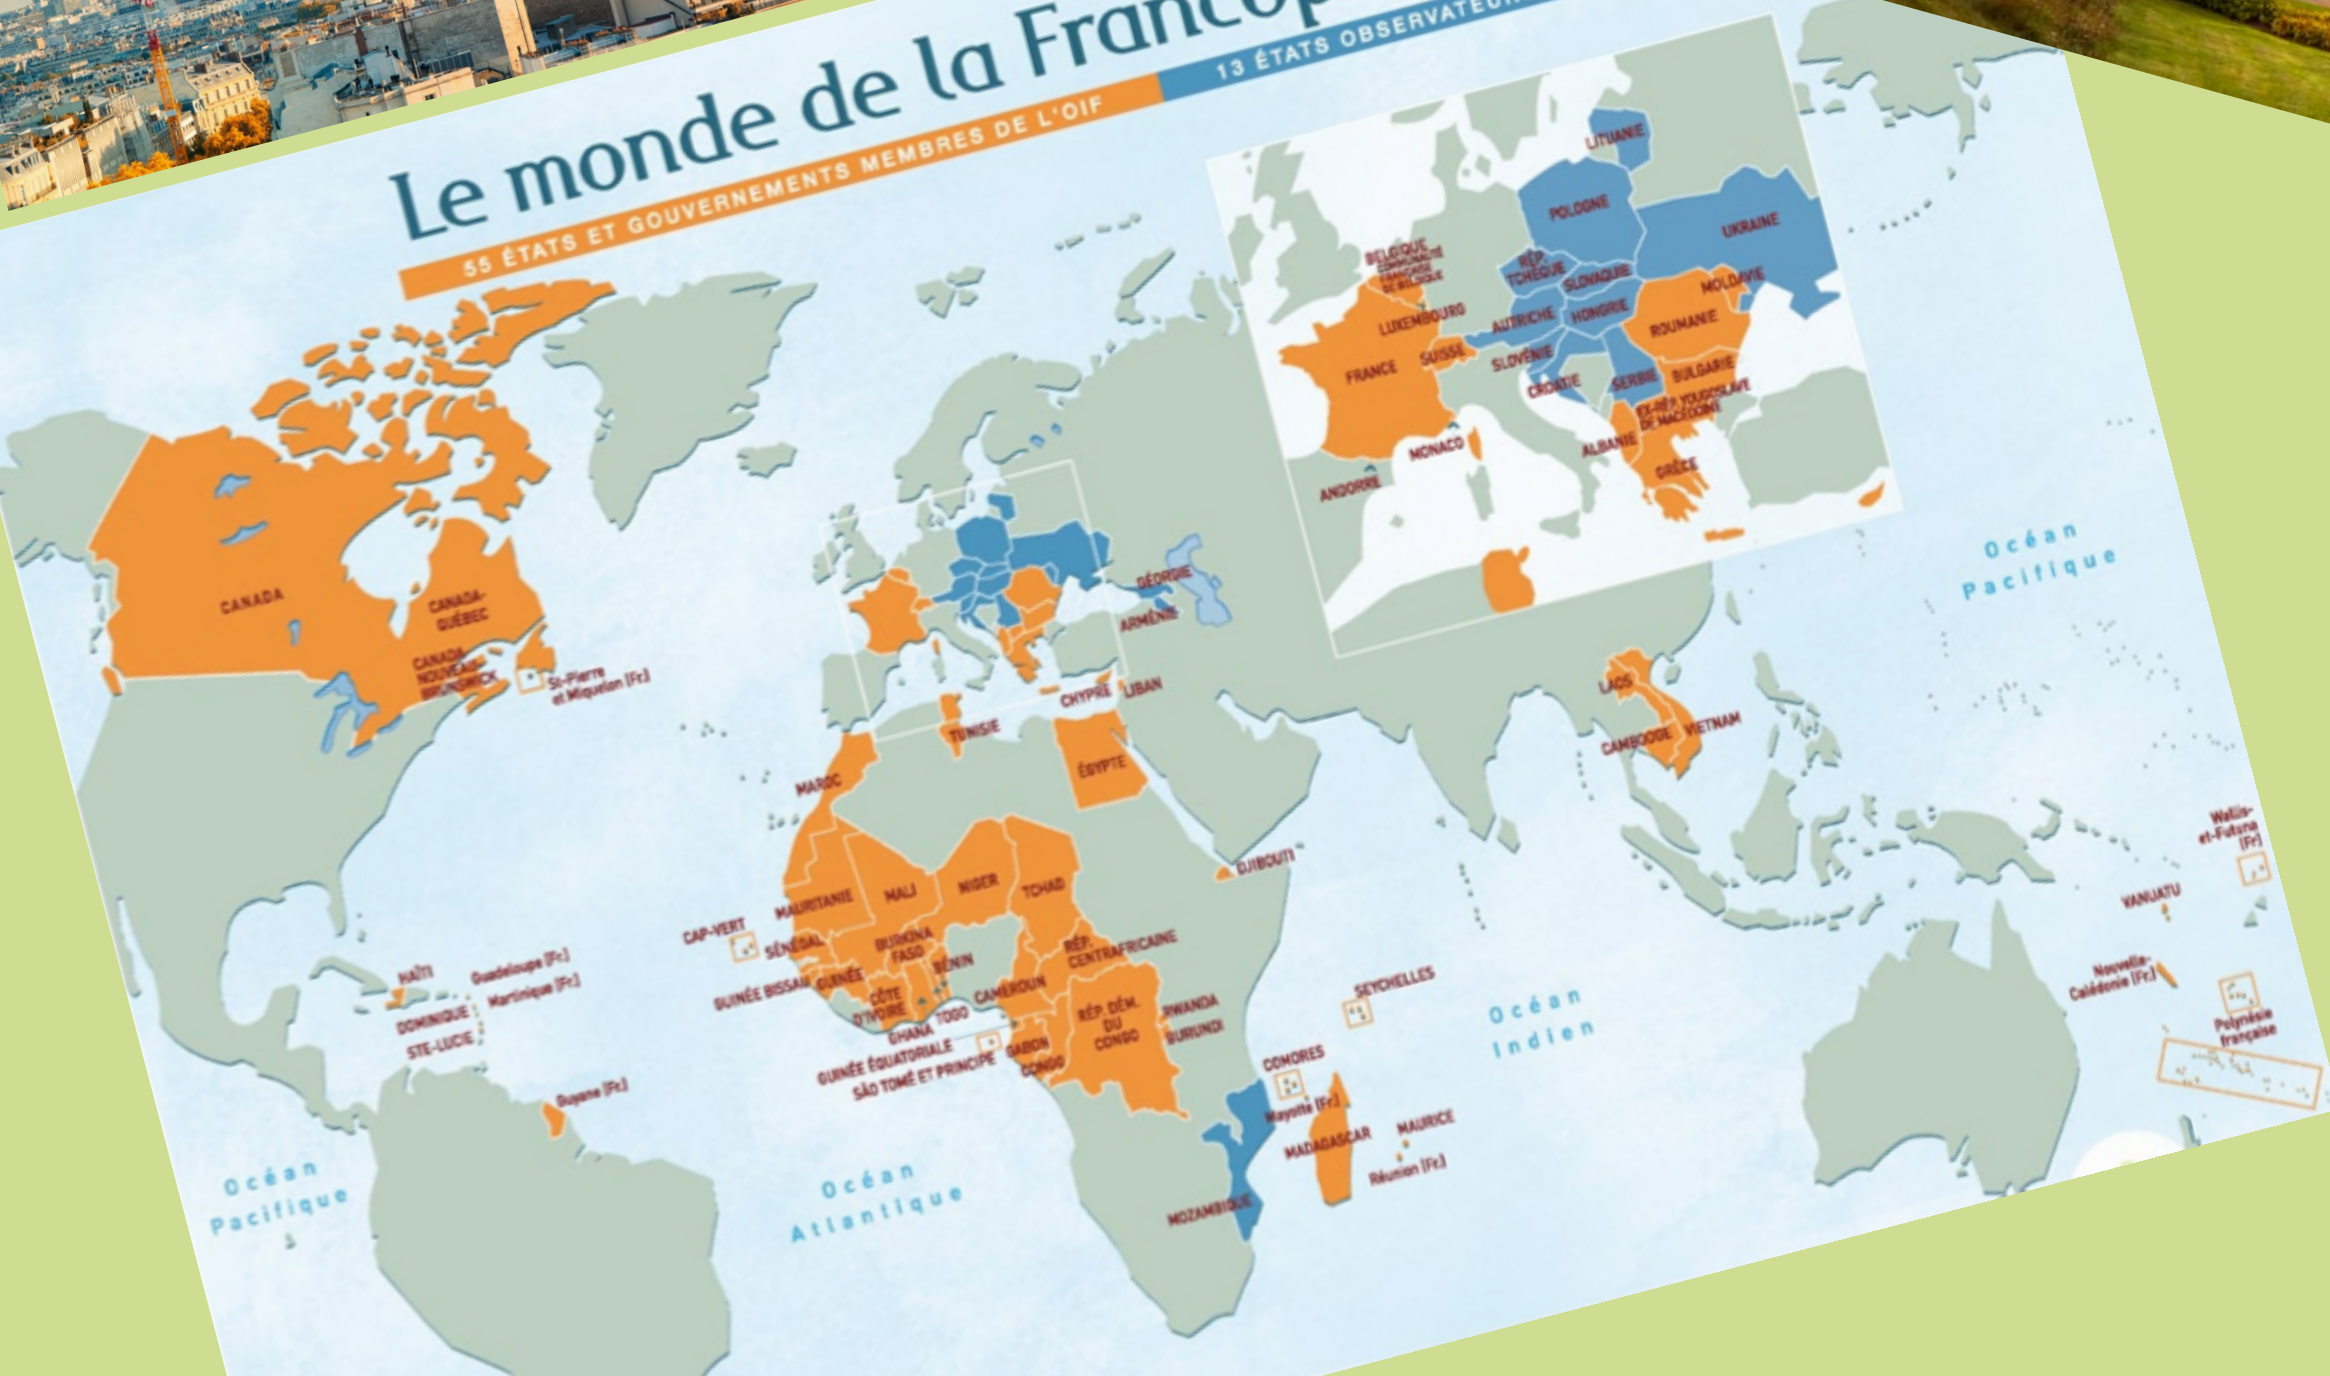 Le monde de la Francop
55 ÉTATS ET GOUVERNEMENTS MEMBRES DE L'OIF
13 ÉTATS OBSERVATEUR
LITUANIE
POLOGNE
UKRAINE
BELGIQUE
COMMUNAUTÉ
FRANÇAISE
DE BELGIQUE
RÉP.
TCHÈQUE
SLOVAQUIE
MOLDAVIE
LUXEMBOURG
AUTRICHE
HONGRIE
ROUMANIE
FRANCE
SUISSE
SLOVÉNIE
CROATIE
SERBIE
BULGARIE
EX-RÉP. YOUGOSLAVE
DE MACÉDOINE
MONACO
ALBANIE
GRÈCE
ANDORRE
CANADA
CANADA-
QUÉBEC
CANADA
NOUVEAU-
BRUNSWICK
St-Pierre
et Miquelon (Fr.)
GÉORGIE
ARMÉNIE
CHYPRE
LIBAN
TUNISIE
MAROC
ÉGYPTE
Océan
Pacifique
LAOS
CAMBODGE
VIETNAM
DJIBOUTI
MAURITANIE
MALI
NIGER
TCHAD
CAP-VERT
SÉNÉGAL
BURKINA
FASO
BÉNIN
RÉP.
CENTRAFRICAINE
GUINÉE BISSAU
GUINÉE
CÔTE
D'IVOIRE
GHANA
TOGO
CAMEROUN
GUINÉE ÉQUATORIALE
SÃO TOMÉ ET PRINCIPE
GABON
CONGO
RÉP. DÉM.
DU
CONGO
RWANDA
BURUNDI
HAÏTI
Guadeloupe (Fr.)
Martinique (Fr.)
DOMINIQUE
STE-LUCIE
Guyane (Fr.)
SEYCHELLES
COMORES
Mayotte (Fr.)
MADAGASCAR
MAURICE
Réunion (Fr.)
MOZAMBIQUE
Océan
Indien
Wallis-
et-Futuna
(Fr)
VANUATU
Nouvelle-
Calédonie (Fr.)
Polynésie
française
Océan
Pacifique
Océan
Atlantique